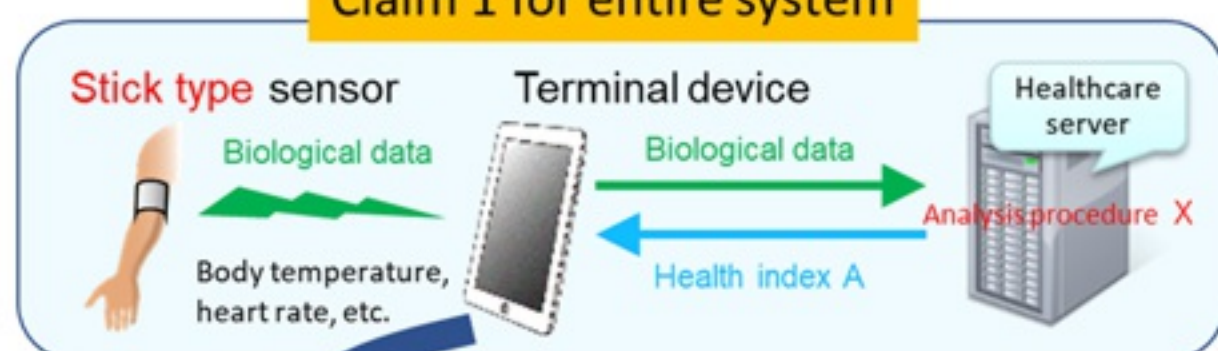 Claim 1 for entire system
Stick type sensor
Terminal device
Healthcare
server
Biological data
Biological data
Analysis procedure X
Health index A
Body temperature,
heart rate, etc.